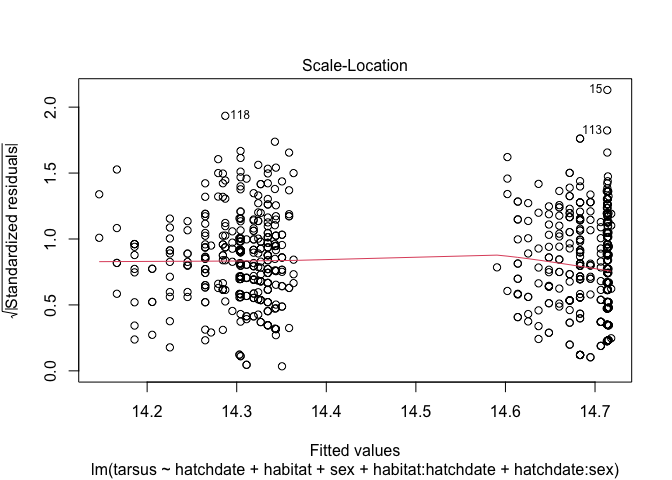 Scale-Location
√|Standardized residuals|
0.0 0.5 1.0 1.5 2.0
15
118
113
14.2 14.3 14.4 14.5 14.6 14.7
Fitted values
lm(tarsus ~ hatchdate + habitat + sex + habitat:hatchdate + hatchdate:sex)